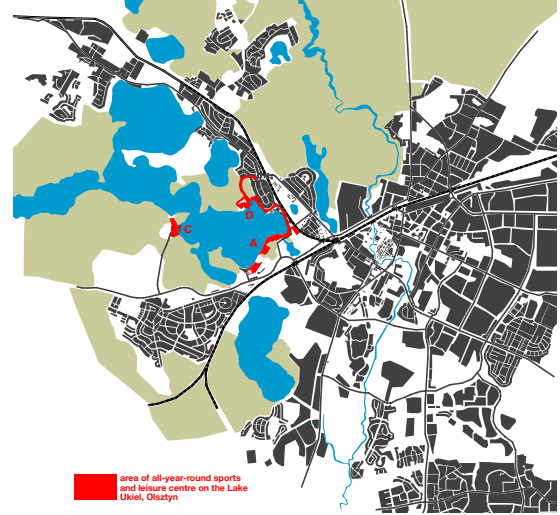 D
C
A
area of all-year-round sports
and leisure centre on the Lake
Ukiel, Olsztyn